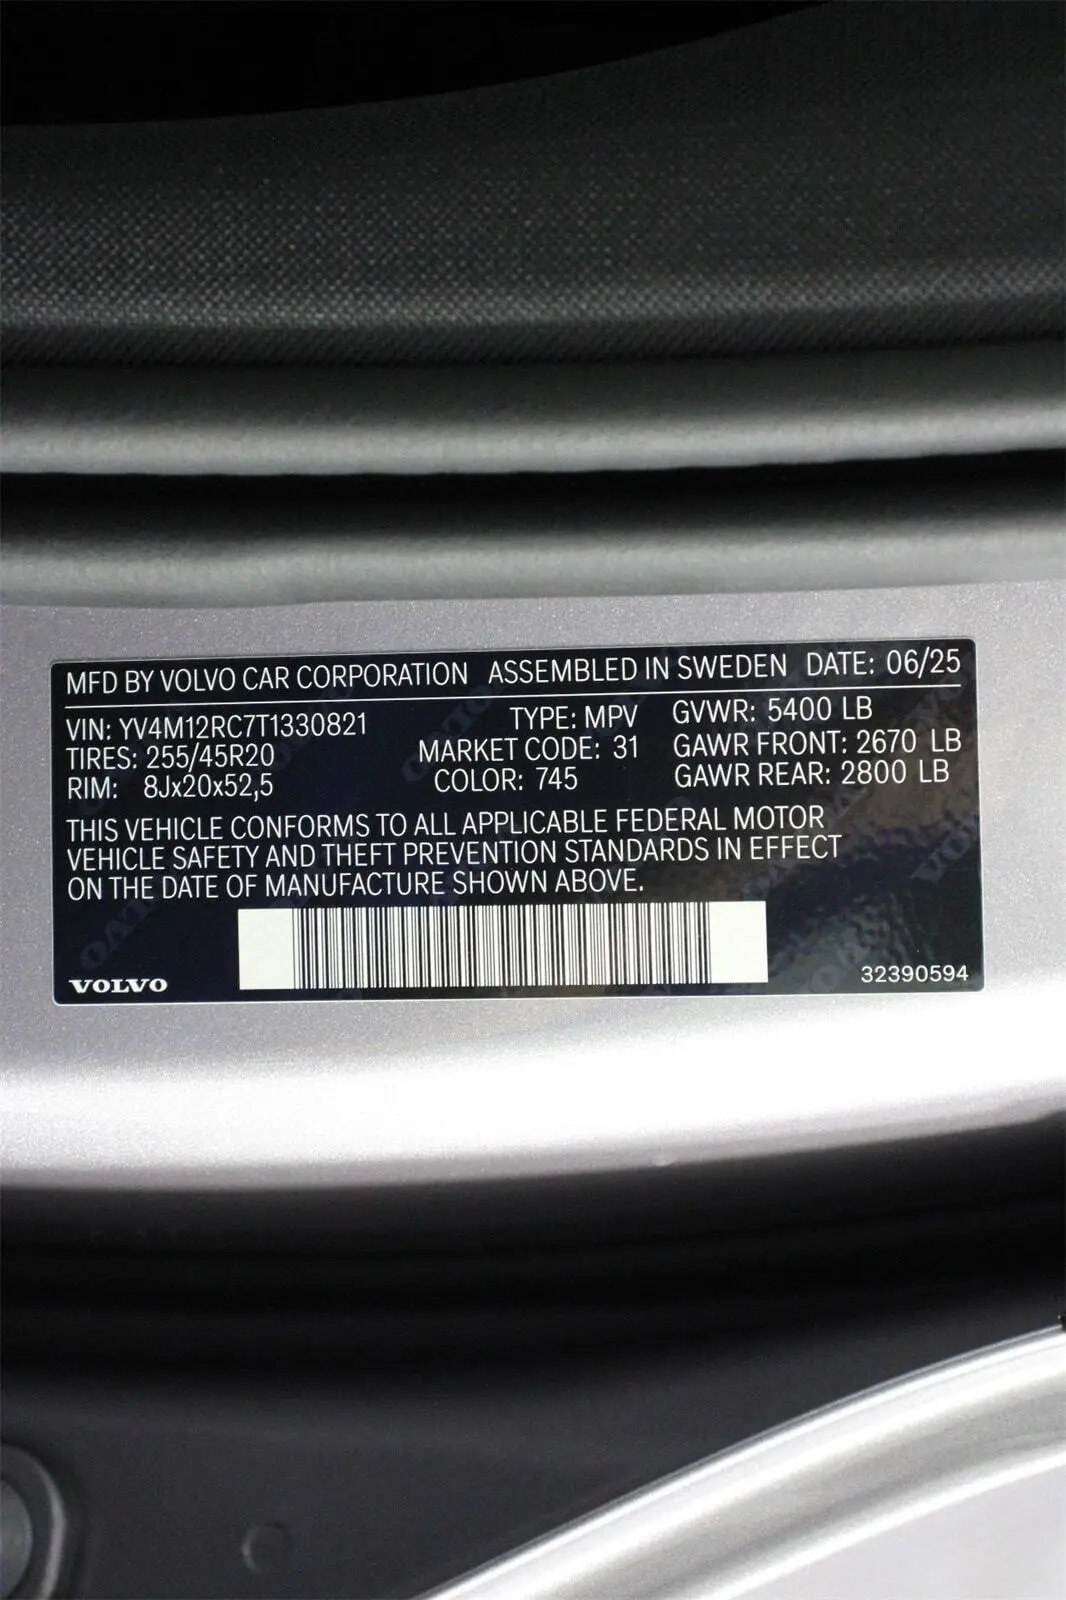 MFD BY VOLVO CAR CORPORATION ASSEMBLED IN SWEDEN DATE: 06/25
VIN: YV4M12RC7T1330821 TYPE: MPV GVWR: 5400 LB
TIRES: 255/45R20 MARKET CODE: 31 GAWR FRONT: 2670 LB
RIM: 8Jx20x52,5 COLOR: 745 GAWR REAR: 2800 LB
THIS VEHICLE CONFORMS TO ALL APPLICABLE FEDERAL MOTOR
VEHICLE SAFETY AND THEFT PREVENTION STANDARDS IN EFFECT
ON THE DATE OF MANUFACTURE SHOWN ABOVE.
VOLVO 32390594